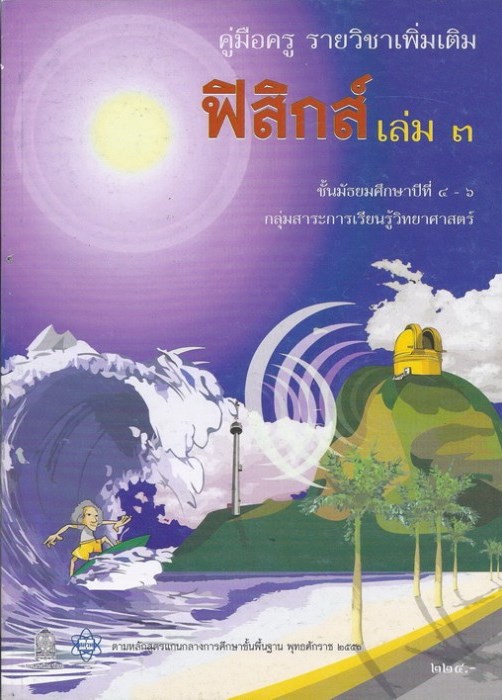 คู่มือครู รายวิชาเพิ่มเติม
ฟิสิกส์ เล่ม ๓
ชั้นมัธยมศึกษาปีที่ ๔ - ๖
กลุ่มสาระการเรียนรู้วิทยาศาสตร์
ตามหลักสูตรแกนกลางการศึกษาขั้นพื้นฐาน พุทธศักราช ๒๕๕๑
๒๒๕.-